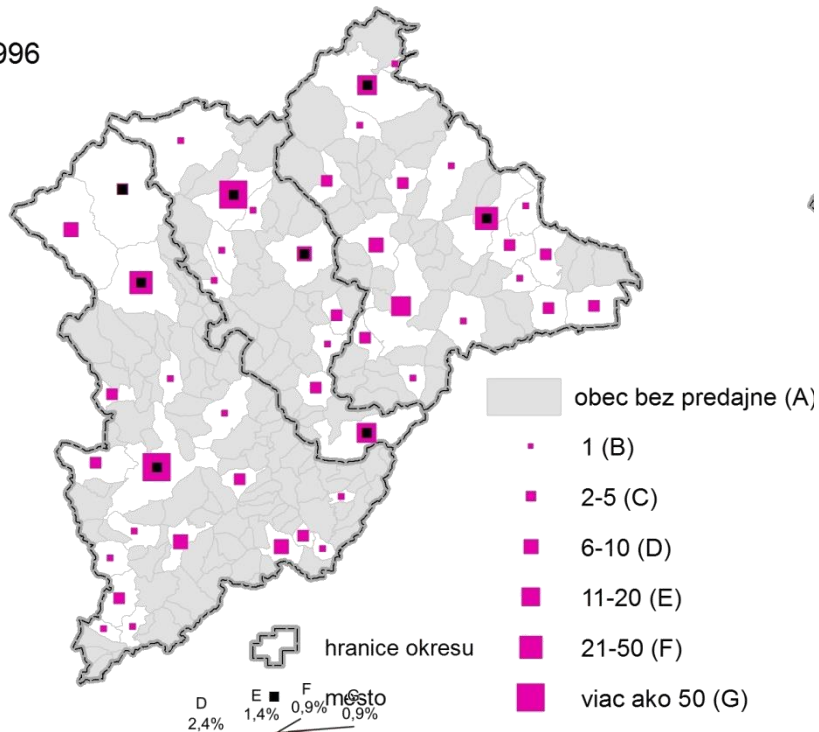 996
obec bez predajne (A)
1 (B)
2-5 (C)
6-10 (D)
11-20 (E)
21-50 (F)
viac ako 50 (G)
hranice okresu
mesto
D
2,4%
E
1,4%
F
0,9%
G
0,9%